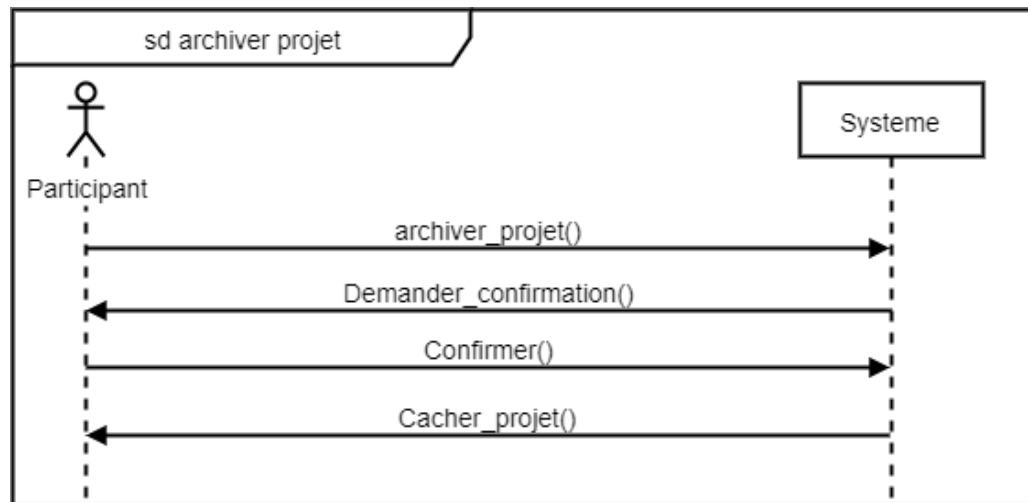 sd archiver projet
Systeme
Participant
archiver_projet()
Demander_confirmation()
Confirmer()
Cacher_projet()